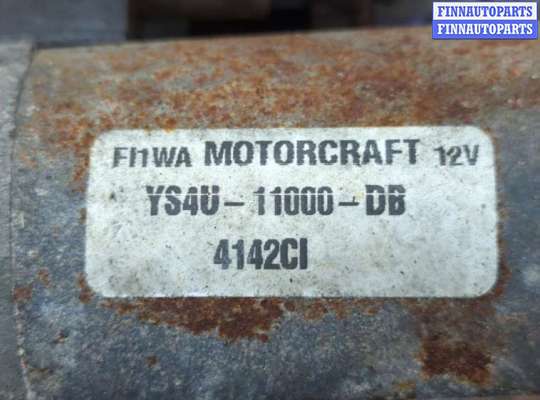 FINNAUTOPARTS
FINNAUTOPARTS
FI1WA MOTORCRAFT 12V
YS4U-11000-DB
4142CI